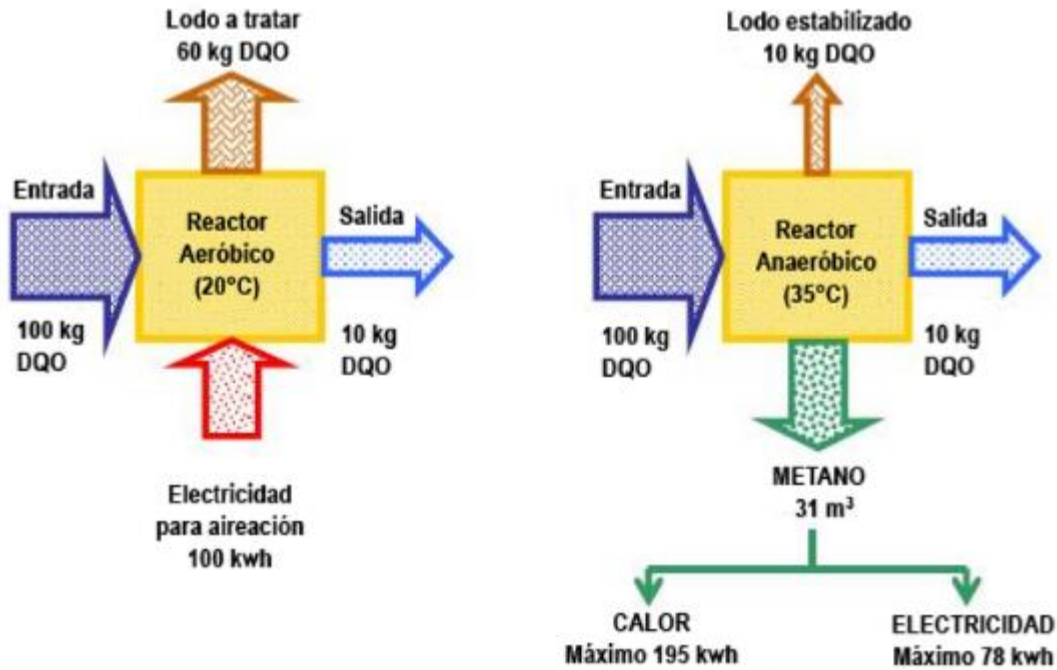 Lodo a tratar
60 kg DQO
Entrada
Reactor
Aeróbico
(20°C)
Salida
100 kg
DQO
10 kg
DQO
Electricidad
para aireación
100 kwh
Lodo estabilizado
10 kg DQO
Entrada
Reactor
Anaeróbico
(35°C)
Salida
100 kg
DQO
10 kg
DQO
METANO
31 m³
CALOR
Máximo 195 kwh
ELECTRICIDAD
Máximo 78 kwh